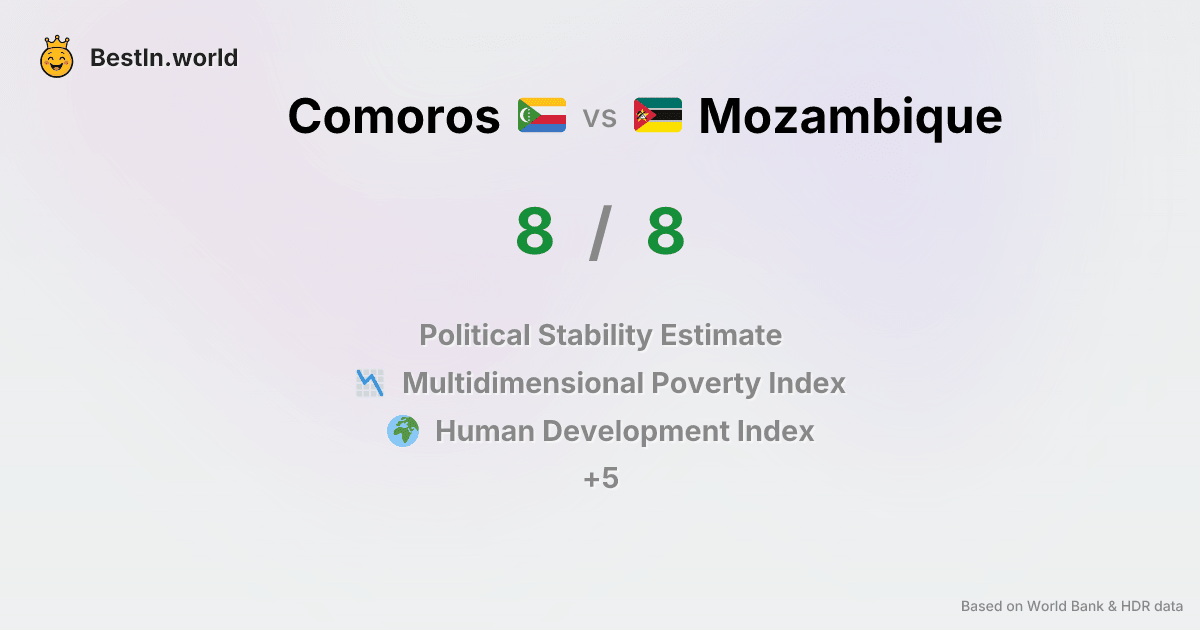 BestIn.world
Comoros vs Mozambique
8 / 8
Political Stability Estimate
Multidimensional Poverty Index
Human Development Index
+5
Based on World Bank & HDR data